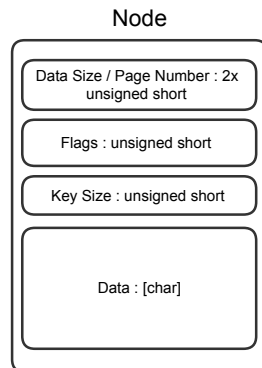 Node
Data Size / Page Number : 2x
unsigned short
Flags : unsigned short
Key Size : unsigned short
Data : [char]